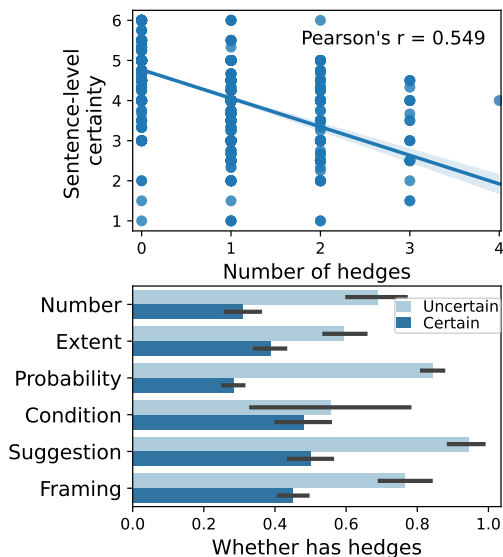 6
5
4
3
2
1
Sentence-level
certainty
Pearson's r = 0.549
0 1 2 3 4
Number of hedges
Number
Extent
Probability
Condition
Suggestion
Framing
Uncertain
Certain
0.0 0.2 0.4 0.6 0.8 1.0
Whether has hedges